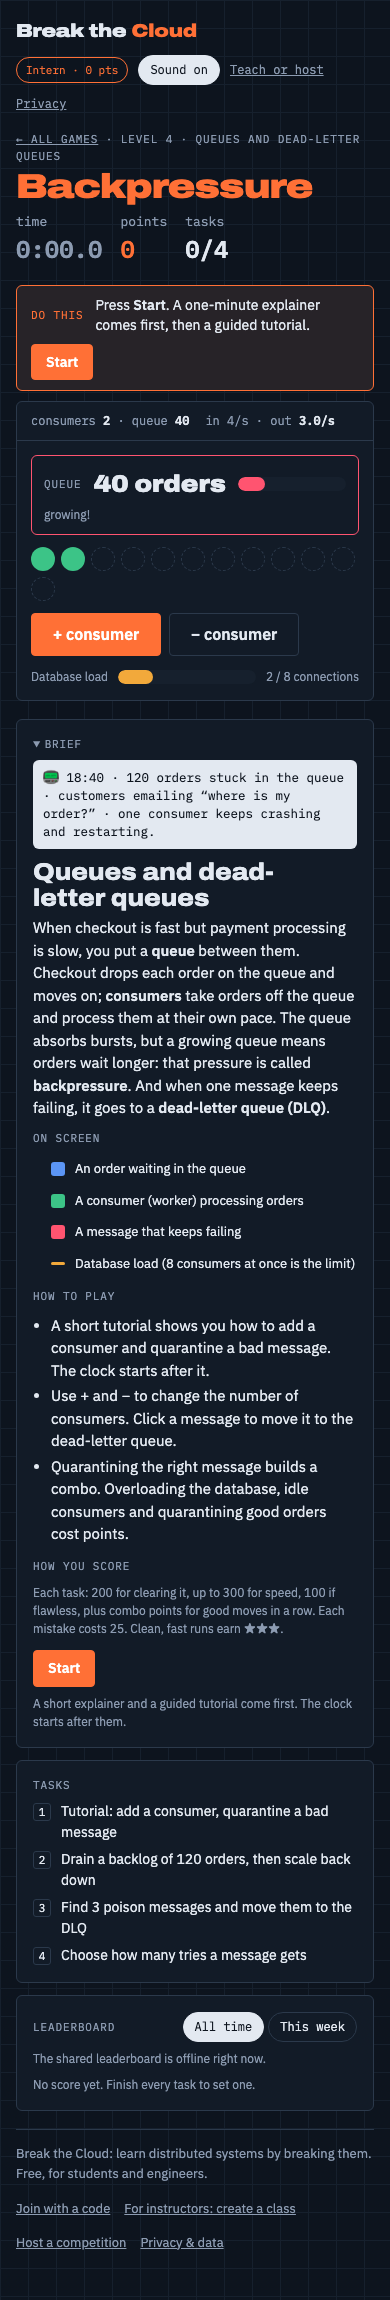 Break the Cloud
Intern · 0 pts
Sound on
Teach or host
Privacy
← ALL GAMES · LEVEL 4 · QUEUES AND DEAD-LETTER
QUEUES
Backpressure
time points tasks
0:00.0 0 0/4
DO THIS
Press Start. A one-minute explainer
comes first, then a guided tutorial.
Start
consumers 2 · queue 40 in 4/s · out 3.0/s
QUEUE 40 orders
growing!
+ consumer
− consumer
Database load 2 / 8 connections
▼ BRIEF
18:40 · 120 orders stuck in the queue
· customers emailing “where is my
order?” · one consumer keeps crashing
and restarting.
Queues and dead-
letter queues
When checkout is fast but payment processing
is slow, you put a queue between them.
Checkout drops each order on the queue and
moves on; consumers take orders off the queue
and process them at their own pace. The queue
absorbs bursts, but a growing queue means
orders wait longer: that pressure is called
backpressure. And when one message keeps
failing, it goes to a dead-letter queue (DLQ).
ON SCREEN
An order waiting in the queue
A consumer (worker) processing orders
A message that keeps failing
Database load (8 consumers at once is the limit)
HOW TO PLAY
• A short tutorial shows you how to add a
consumer and quarantine a bad message.
The clock starts after it.
• Use + and − to change the number of
consumers. Click a message to move it to the
dead-letter queue.
• Quarantining the right message builds a
combo. Overloading the database, idle
consumers and quarantining good orders
cost points.
HOW YOU SCORE
Each task: 200 for clearing it, up to 300 for speed, 100 if
flawless, plus combo points for good moves in a row. Each
mistake costs 25. Clean, fast runs earn ★★★.
Start
A short explainer and a guided tutorial come first. The clock
starts after them.
TASKS
1 Tutorial: add a consumer, quarantine a bad
message
2 Drain a backlog of 120 orders, then scale back
down
3 Find 3 poison messages and move them to the
DLQ
4 Choose how many tries a message gets
LEADERBOARD
All time
This week
The shared leaderboard is offline right now.
No score yet. Finish every task to set one.
Break the Cloud: learn distributed systems by breaking them.
Free, for students and engineers.
Join with a code For instructors: create a class
Host a competition Privacy & data